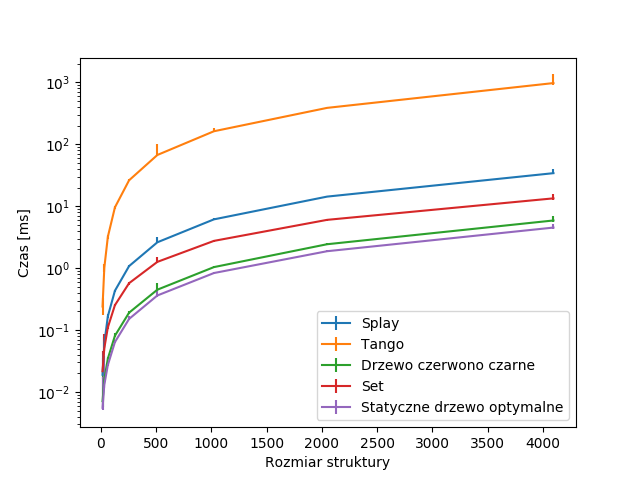 10³
10²
10¹
10⁰
10⁻¹
10⁻²
Czas [ms]
Splay
Tango
Drzewo czerwono czarne
Set
Statyczne drzewo optymalne
0 500 1000 1500 2000 2500 3000 3500 4000
Rozmiar struktury